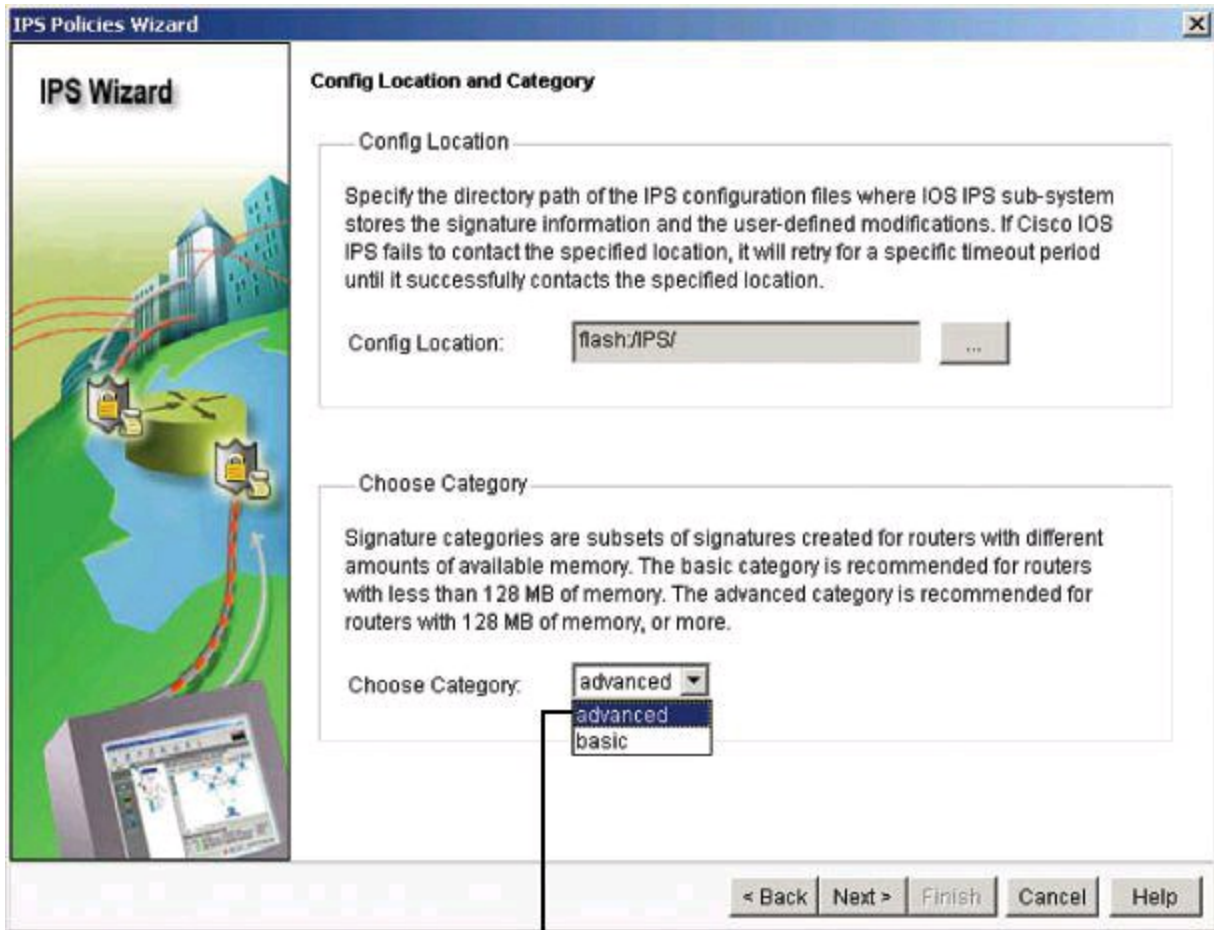 IPS Policies Wizard
IPS Wizard
Config Location and Category
Config Location
Specify the directory path of the IPS configuration files where IOS IPS sub-system
stores the signature information and the user-defined modifications. If Cisco IOS
IPS fails to contact the specified location, it will retry for a specific timeout period
until it successfully contacts the specified location.
Config Location:
flash:/IPS/
...
Choose Category
Signature categories are subsets of signatures created for routers with different
amounts of available memory. The basic category is recommended for routers
with less than 128 MB of memory. The advanced category is recommended for
routers with 128 MB of memory, or more.
Choose Category:
advanced
advanced
basic
< Back
Next >
Finish
Cancel
Help